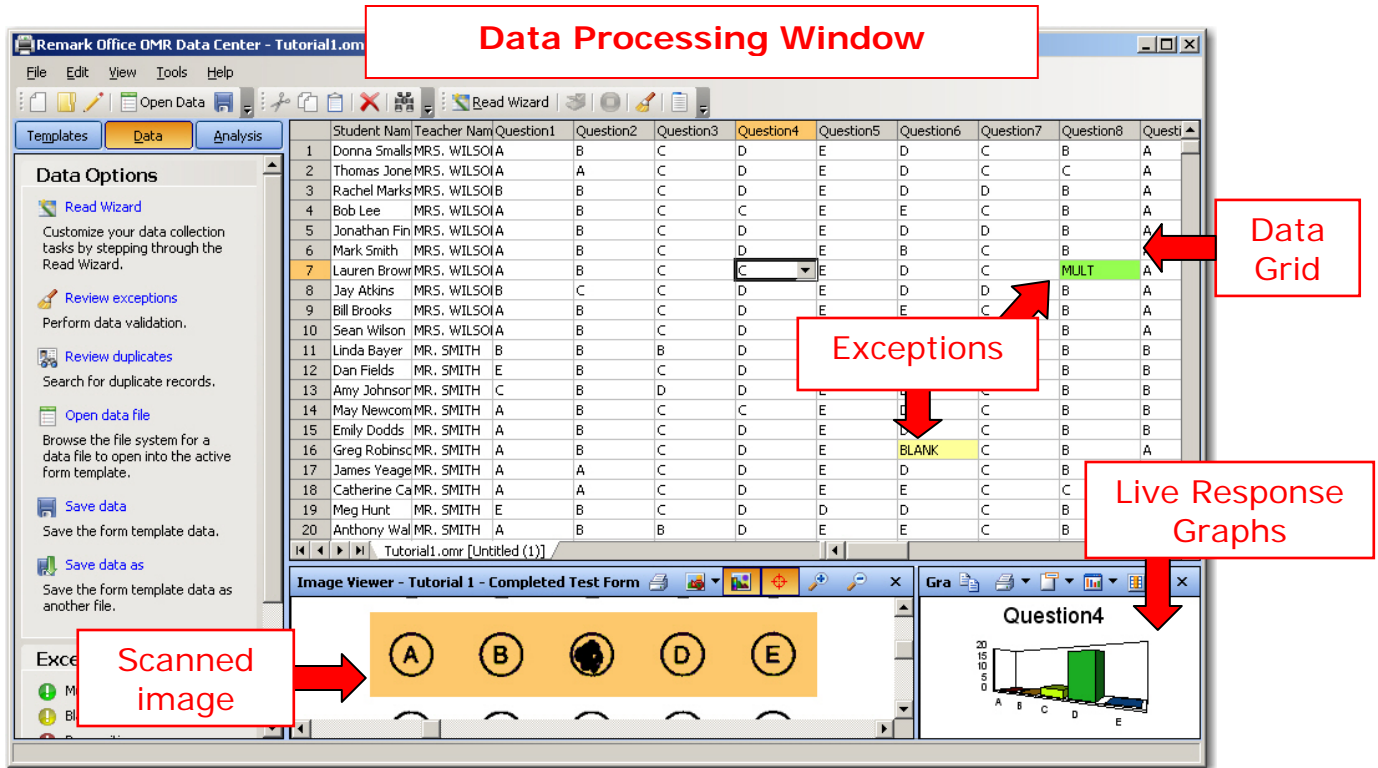 Data Processing Window
Remark Office OMR Data Center - Tutorial1.om
File Edit View Tools Help
Open Data Read Wizard
Templates Data Analysis
Data Options
Read Wizard
Customize your data collection
tasks by stepping through the
Read Wizard.
Review exceptions
Perform data validation.
Review duplicates
Search for duplicate records.
Open data file
Browse the file system for a
data file to open into the active
form template.
Save data
Save the form template data.
Save data as
Save the form template data as
another file.
Exce
Student Nam Teacher Nam Question1 Question2 Question3 Question4 Question5 Question6 Question7 Question8 Questi
1 Donna Smalls MRS. WILSO A B C D E D C B A
2 Thomas Jone MRS. WILSO A A C D E D C C A
3 Rachel Marks MRS. WILSO B B C D E D D B A
4 Bob Lee MRS. WILSO A B C C E E C B A
5 Jonathan Fin MRS. WILSO A B C D E D C B A
6 Mark Smith MRS. WILSO A B C D E B C B
7 Lauren Brown MRS. WILSO A B C C E D C MULT A
8 Jay Atkins MRS. WILSO B C C D E D D B A
9 Bill Brooks MRS. WILSO A B C D E E C B A
10 Sean Wilson MRS. WILSO A B C D B A
11 Linda Bayer MR. SMITH B B B D B B
12 Dan Fields MR. SMITH E B C D B B
13 Amy Johnson MR. SMITH C B D D B B
14 May Newcom MR. SMITH A B C C E C B B
15 Emily Dodds MR. SMITH A B C D E D C B B
16 Greg Robinso MR. SMITH A B C D E BLANK C B A
17 James Yeage MR. SMITH A A C D E D C B
18 Catherine Ca MR. SMITH A A C D E E C C
19 Meg Hunt MR. SMITH E B C D D D C B
20 Anthony Wal MR. SMITH A B B D E E C B
Tutorial1.omr [Untitled (1)]
Data
Grid
Exceptions
Live Response
Graphs
Scanned
image
Image Viewer - Tutorial 1 - Completed Test Form
A B D E
Gra
Question4
20
15
10
5
0
A B C D E